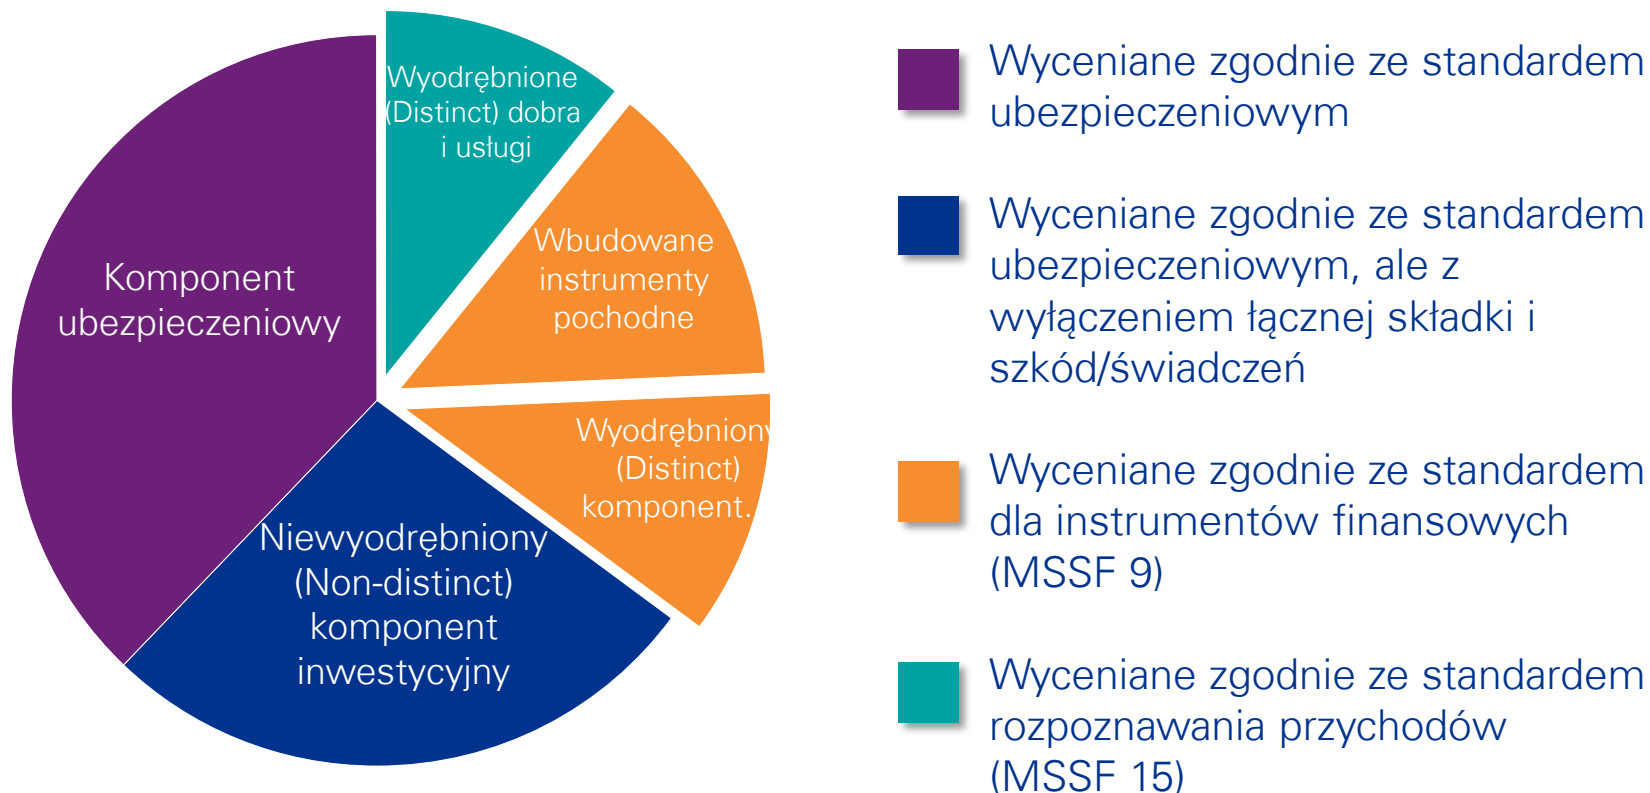 Wyodrębnione
(Distinct) dobra
i usługi
Wbudowane
instrumenty
pochodne
Komponent
ubezpieczeniowy
Wyodrębniony
(Distinct)
komponent.
Niewyodrębniony
(Non-distinct)
komponent
inwestycyjny
Wyceniane zgodnie ze standardem
ubezpieczeniowym
Wyceniane zgodnie ze standardem
ubezpieczeniowym, ale z
wyłączeniem łącznej składki i
szkód/świadczeń
Wyceniane zgodnie ze standardem
dla instrumentów finansowych
(MSSF 9)
Wyceniane zgodnie ze standardem
rozpoznawania przychodów
(MSSF 15)